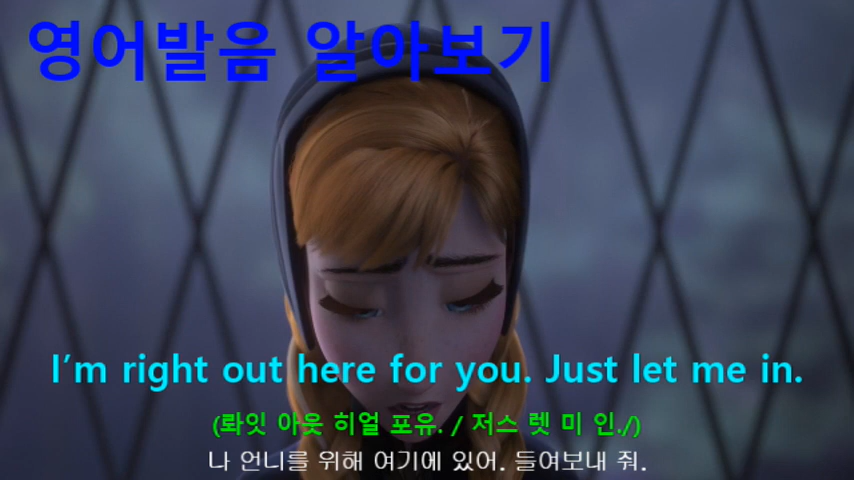 영어발음 알아보기
I’m right out here for you. Just let me in.
(롸잇 아웃 히얼 포유. / 저스 렛 미 인./)
나 언니를 위해 여기에 있어. 들여보내 줘.